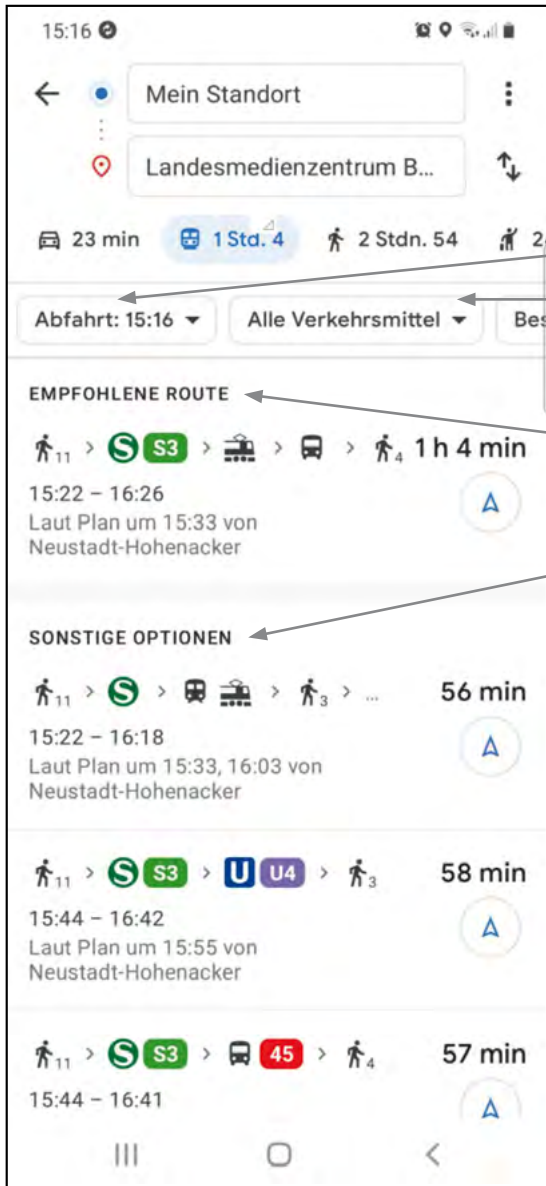 15:16
Mein Standort
Landesmedienzentrum B...
23 min 1 Std. 4 2 Stdn. 54 2
Abfahrt: 15:16 Alle Verkehrsmittel Bes
EMPFOHLENE ROUTE
11 > S S3 > > > 4 1 h 4 min
15:22 – 16:26
Laut Plan um 15:33 von
Neustadt-Hohenacker
SONSTIGE OPTIONEN
11 > S > > 3 > ... 56 min
15:22 – 16:18
Laut Plan um 15:33, 16:03 von
Neustadt-Hohenacker
11 > S S3 > U U4 > 3 58 min
15:44 – 16:42
Laut Plan um 15:55 von
Neustadt-Hohenacker
11 > S S3 > 45 > 4 57 min
15:44 – 16:41